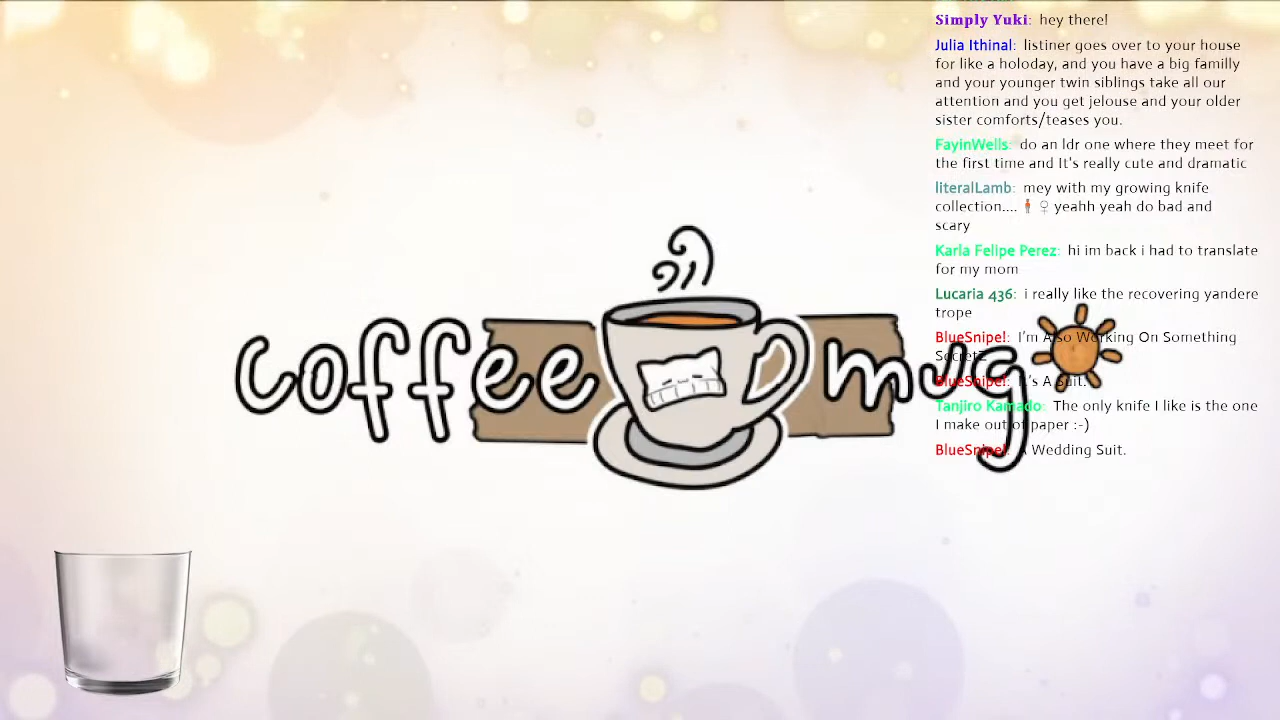 Simply Yuki: hey there!
Julia Ithinal: listiner goes over to your house
for like a holoday, and you have a big familly
and your younger twin siblings take all our
attention and you get jelouse and your older
sister comforts/teases you.
FayinWells: do an ldr one where they meet for
the first time and It's really cute and dramatic
literalLamb: mey with my growing knife
collection.... yeahh yeah do bad and
scary
Karla Felipe Perez: hi im back i had to translate
for my mom
Lucaria 436: i really like the recovering yandere
trope
BlueSnipe!: I'm Also Working On Something
BlueSnipe!: It's A Suit.
Tanjiro Kamado: The only knife I like is the one
I make out of paper :-)
BlueSnipe!: A Wedding Suit.
coffee mug